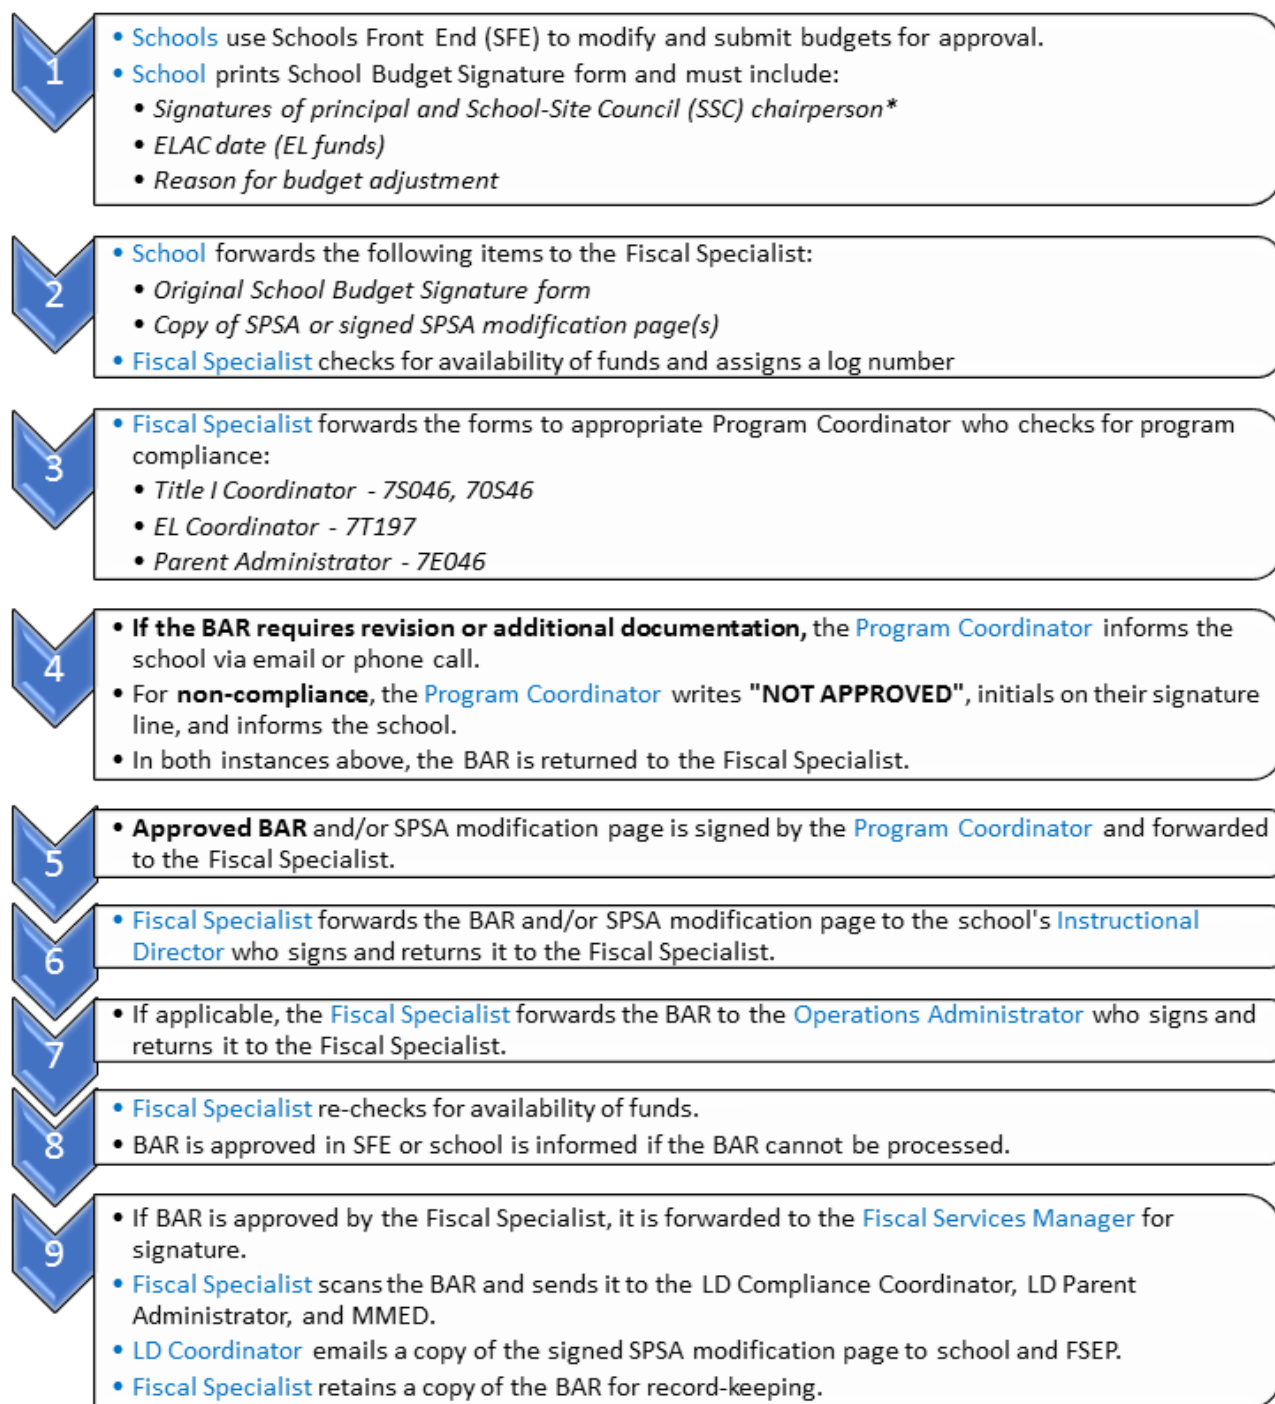 1
• Schools use Schools Front End (SFE) to modify and submit budgets for approval.
• School prints School Budget Signature form and must include:
• Signatures of principal and School-Site Council (SSC) chairperson*
• ELAC date (EL funds)
• Reason for budget adjustment
2
• School forwards the following items to the Fiscal Specialist:
• Original School Budget Signature form
• Copy of SPSA or signed SPSA modification page(s)
• Fiscal Specialist checks for availability of funds and assigns a log number
3
• Fiscal Specialist forwards the forms to appropriate Program Coordinator who checks for program
compliance:
• Title I Coordinator - 7S046, 70S46
• EL Coordinator - 7T197
• Parent Administrator - 7E046
4
• If the BAR requires revision or additional documentation, the Program Coordinator informs the
school via email or phone call.
• For non-compliance, the Program Coordinator writes "NOT APPROVED", initials on their signature
line, and informs the school.
• In both instances above, the BAR is returned to the Fiscal Specialist.
5
• Approved BAR and/or SPSA modification page is signed by the Program Coordinator and forwarded
to the Fiscal Specialist.
6
• Fiscal Specialist forwards the BAR and/or SPSA modification page to the school's Instructional
Director who signs and returns it to the Fiscal Specialist.
7
• If applicable, the Fiscal Specialist forwards the BAR to the Operations Administrator who signs and
returns it to the Fiscal Specialist.
8
• Fiscal Specialist re-checks for availability of funds.
• BAR is approved in SFE or school is informed if the BAR cannot be processed.
9
• If BAR is approved by the Fiscal Specialist, it is forwarded to the Fiscal Services Manager for
signature.
• Fiscal Specialist scans the BAR and sends it to the LD Compliance Coordinator, LD Parent
Administrator, and MMED.
• LD Coordinator emails a copy of the signed SPSA modification page to school and FSEP.
• Fiscal Specialist retains a copy of the BAR for record-keeping.